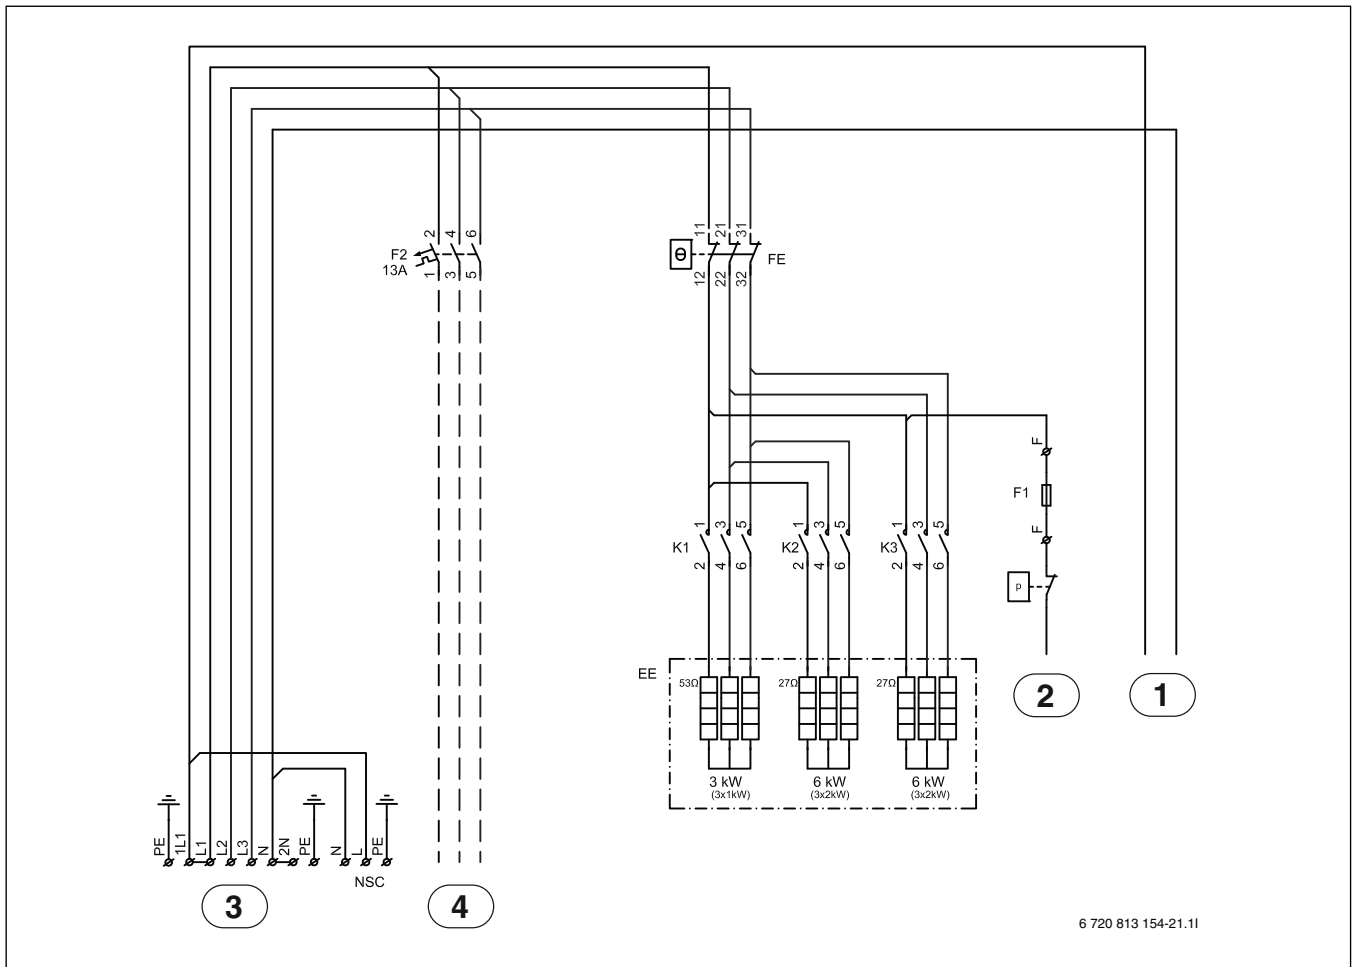 2 4 6
F2
13A
1 3 5
11 21 31
Θ
FE
12 22 32
F
F1
F
1 3 5
K1
2 4 6
1 3 5
K2
2 4 6
1 3 5
K3
2 4 6
p
EE
53Ω
27Ω
27Ω
2
1
3 kW
(3x1kW)
6 kW
(3x2kW)
6 kW
(3x2kW)
PE 1L1 L1 L2 L3 N 2N PE N L PE
NSC
3
4
6 720 813 154-21.1I